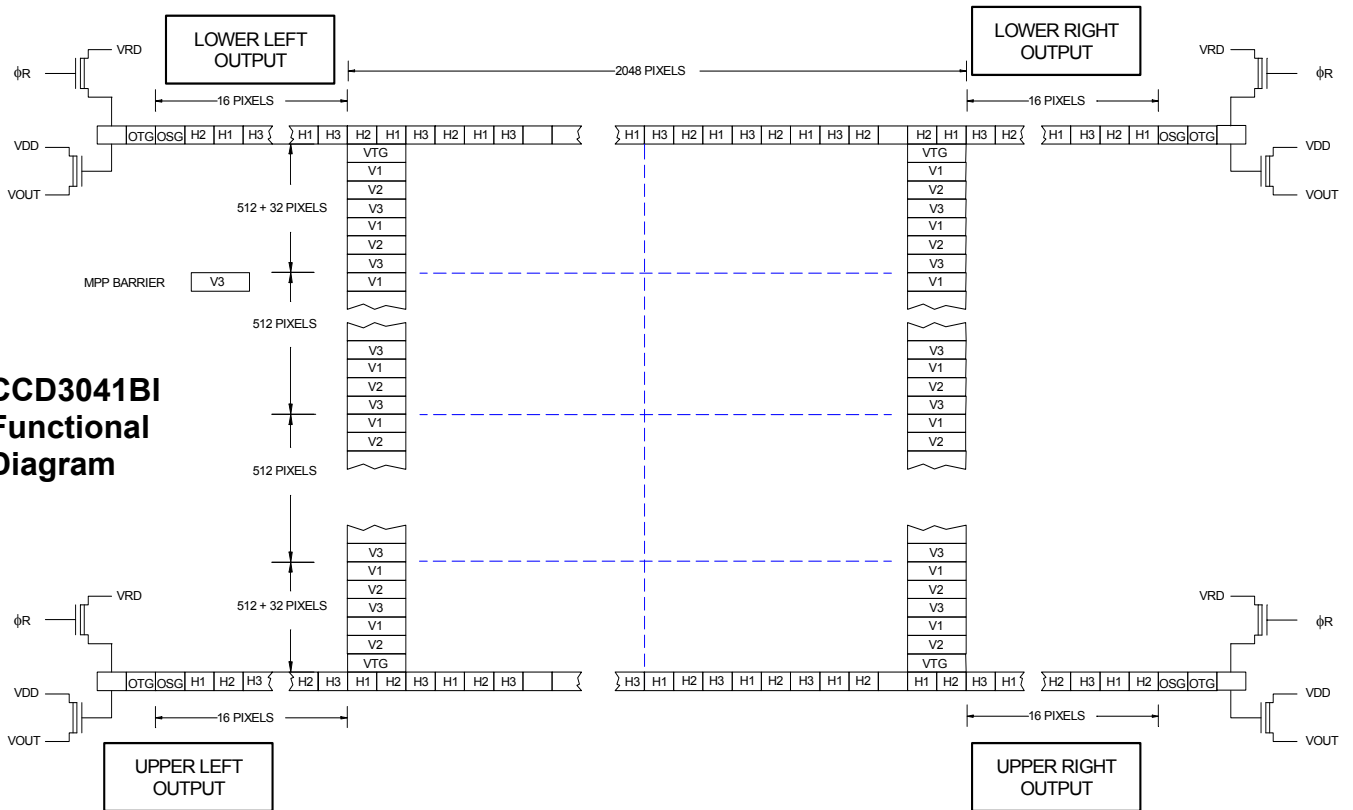 LOWER LEFT
OUTPUT
LOWER RIGHT
OUTPUT
VRD
VRD
ϕR
2048 PIXELS
ϕR
16 PIXELS
16 PIXELS
OTG OSG H2 H1 H3 H1 H3 H2 H1 H3 H2 H1 H3 H1 H3 H2 H1 H3 H2 H1 H3 H2 H2 H1 H3 H2 H1 H3 H2 H1 OSG OTG
VDD
VDD
VOUT
VOUT
VTG VTG
V1 V1
V2 V2
512 + 32 PIXELS
V3 V3
V1 V1
V2 V2
V3 V3
MPP BARRIER V3
V1 V1
512 PIXELS
V3 V3
V1 V1
V2 V2
V3 V3
V1 V1
V2 V2
CCD3041BI
Functional
Diagram
512 PIXELS
V3 V3
V1 V1
V2 V2
512 + 32 PIXELS
V3 V3
V1 V1
V2 V2
VTG VTG
VRD
VRD
ϕR
ϕR
OTG OSG H1 H2 H3 H2 H3 H1 H2 H3 H1 H2 H3 H3 H1 H2 H3 H1 H2 H3 H1 H2 H1 H2 H3 H1 H2 H3 H1 H2 OSG OTG
VDD
VDD
16 PIXELS
16 PIXELS
VOUT
VOUT
UPPER LEFT
OUTPUT
UPPER RIGHT
OUTPUT